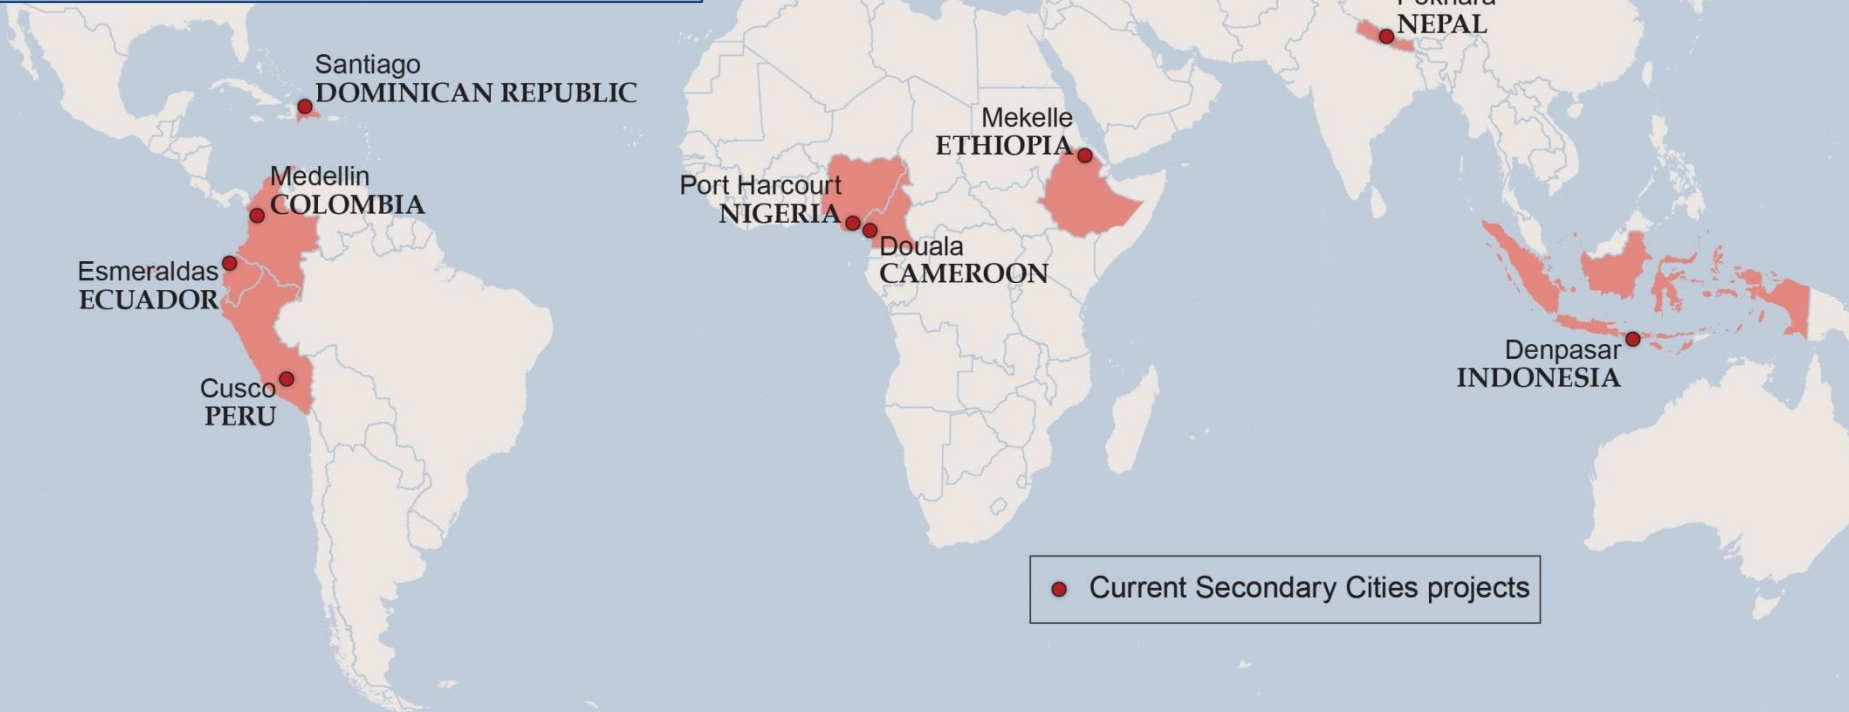 Pokhara
NEPAL
Santiago
DOMINICAN REPUBLIC
Mekelle
ETHIOPIA
Medellin
COLOMBIA
Port Harcourt
NIGERIA
Douala
CAMEROON
Esmeraldas
ECUADOR
Denpasar
INDONESIA
Cusco
PERU
Current Secondary Cities projects